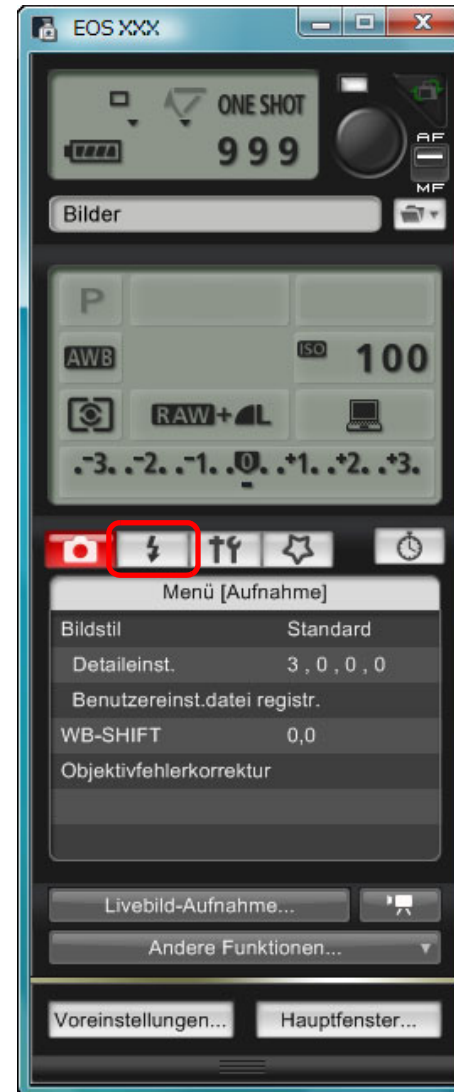 EOS XXX
ONE SHOT
999
AF
MF
Bilder
P
AWB
ISO 100
RAW+L
.-3. .-2. .-1. .0. .+1. .+2. .+3.
Menü [Aufnahme]
Bildstil Standard
Detaileinst. 3 , 0 , 0 , 0
Benutzereinst.datei registr.
WB-SHIFT 0,0
Objektivfehlerkorrektur
Livebild-Aufnahme...
Andere Funktionen...
Voreinstellungen... Hauptfenster...